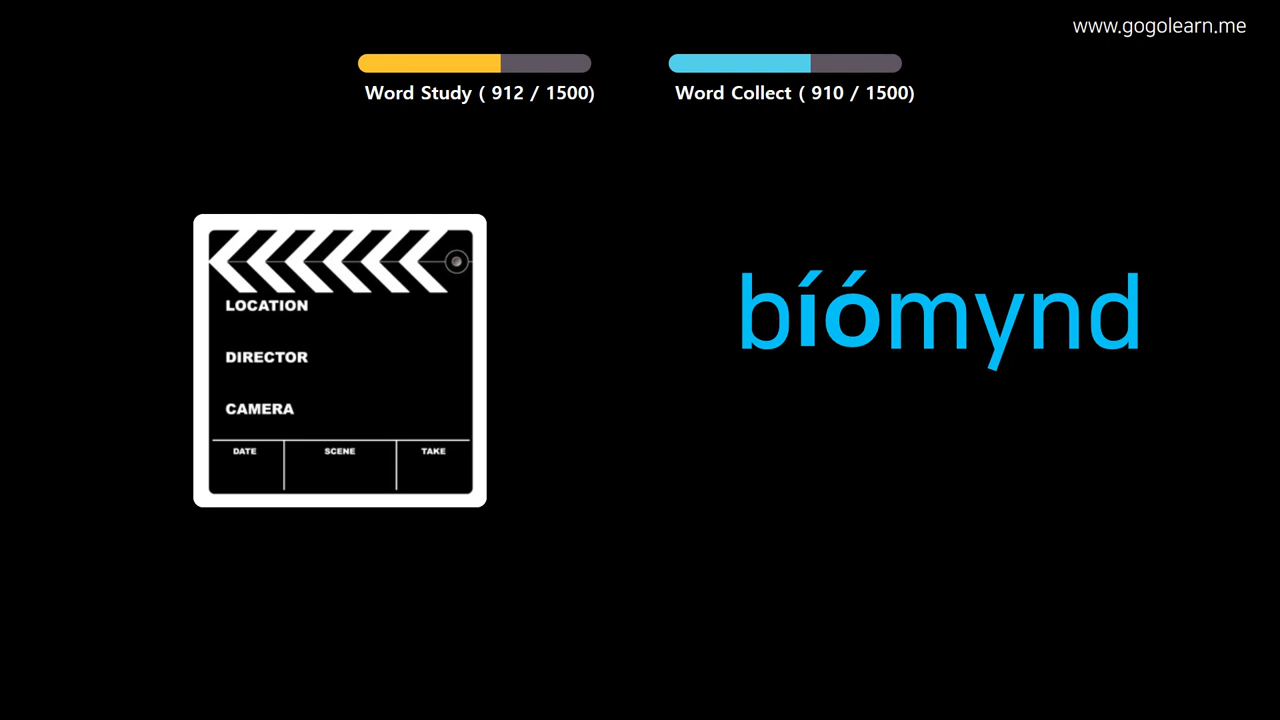 www.gogolearn.me
Word Study ( 912 / 1500)
Word Collect ( 910 / 1500)
LOCATION
DIRECTOR
CAMERA
DATE
SCENE
TAKE
bíómynd